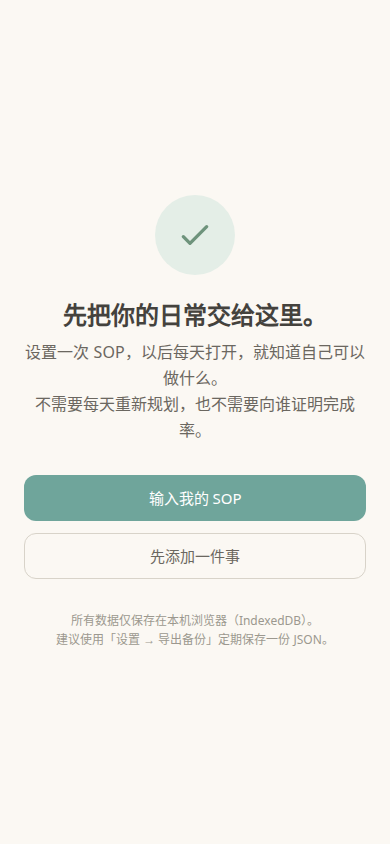 先把你的日常交给这里。
设置一次 SOP，以后每天打开，就知道自己可以
做什么。
不需要每天重新规划，也不需要向谁证明完成
率。
输入我的 SOP
先添加一件事
所有数据仅保存在本机浏览器（IndexedDB）。
建议使用「设置 → 导出备份」定期保存一份 JSON。